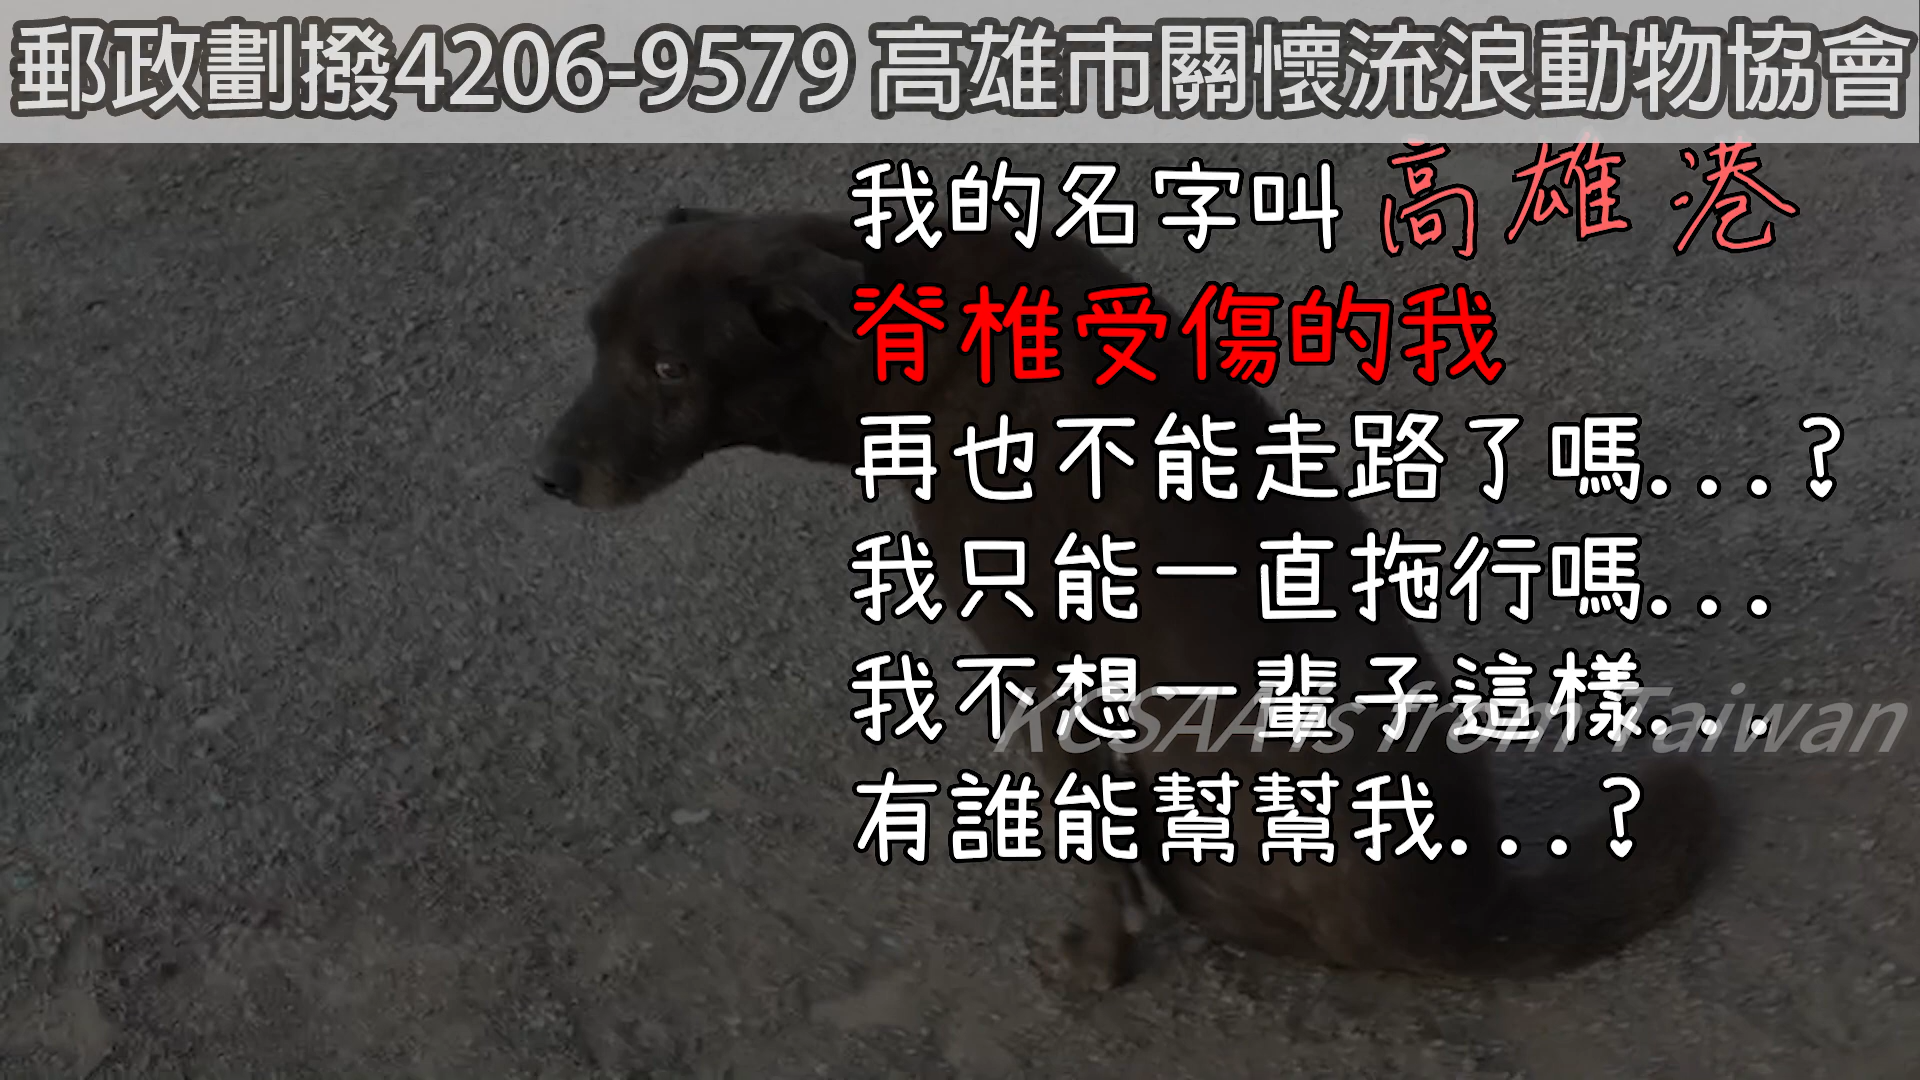 郵政劃撥4206-9579 高雄市關懷流浪動物協會
我的名字叫 高雄港
脊椎受傷的我
再也不能走路了嗎...?
我只能一直拖行嗎...
我不想一輩子這樣...
KCSAA is from Taiwan
有誰能幫幫我...?